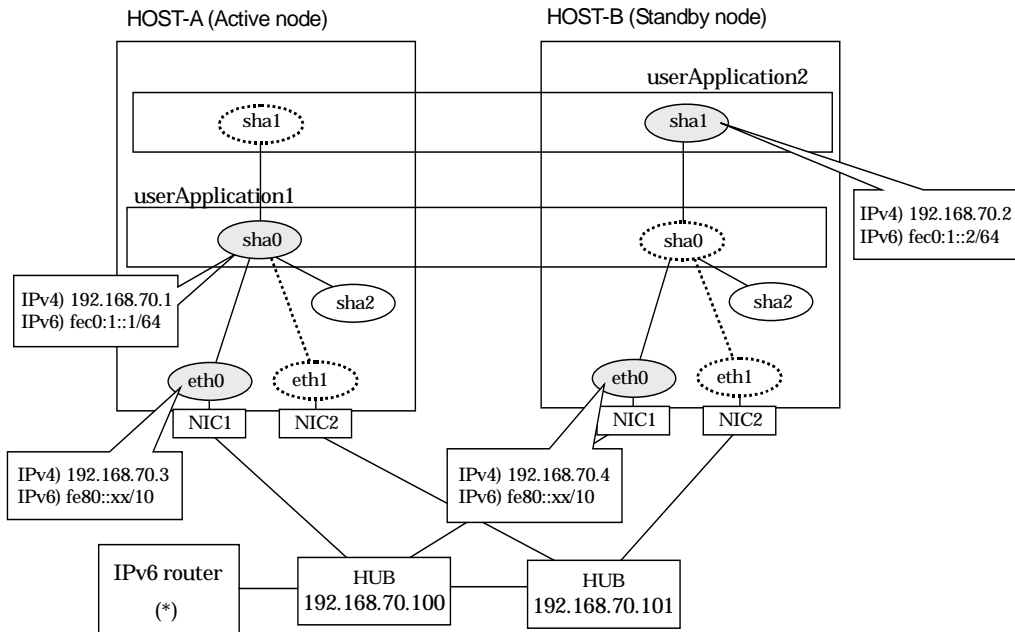 HOST-A (Active node)
HOST-B (Standby node)
userApplication2
sha1
sha1
userApplication1
sha0
sha0
IPv4) 192.168.70.2
IPv6) fec0:1::2/64
IPv4) 192.168.70.1
IPv6) fec0:1::1/64
sha2
sha2
eth0
eth1
eth0
eth1
NIC1
NIC2
NIC1
NIC2
IPv4) 192.168.70.3
IPv6) fe80::xx/10
IPv4) 192.168.70.4
IPv6) fe80::xx/10
IPv6 router
(*)
HUB
192.168.70.100
HUB
192.168.70.101